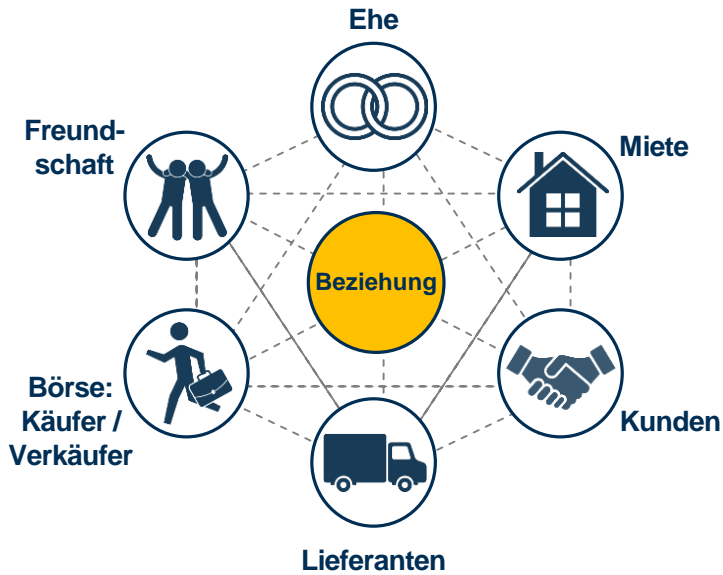 Ehe
Freund-
schaft
Miete
Beziehung
Börse:
Käufer /
Verkäufer
Kunden
Lieferanten